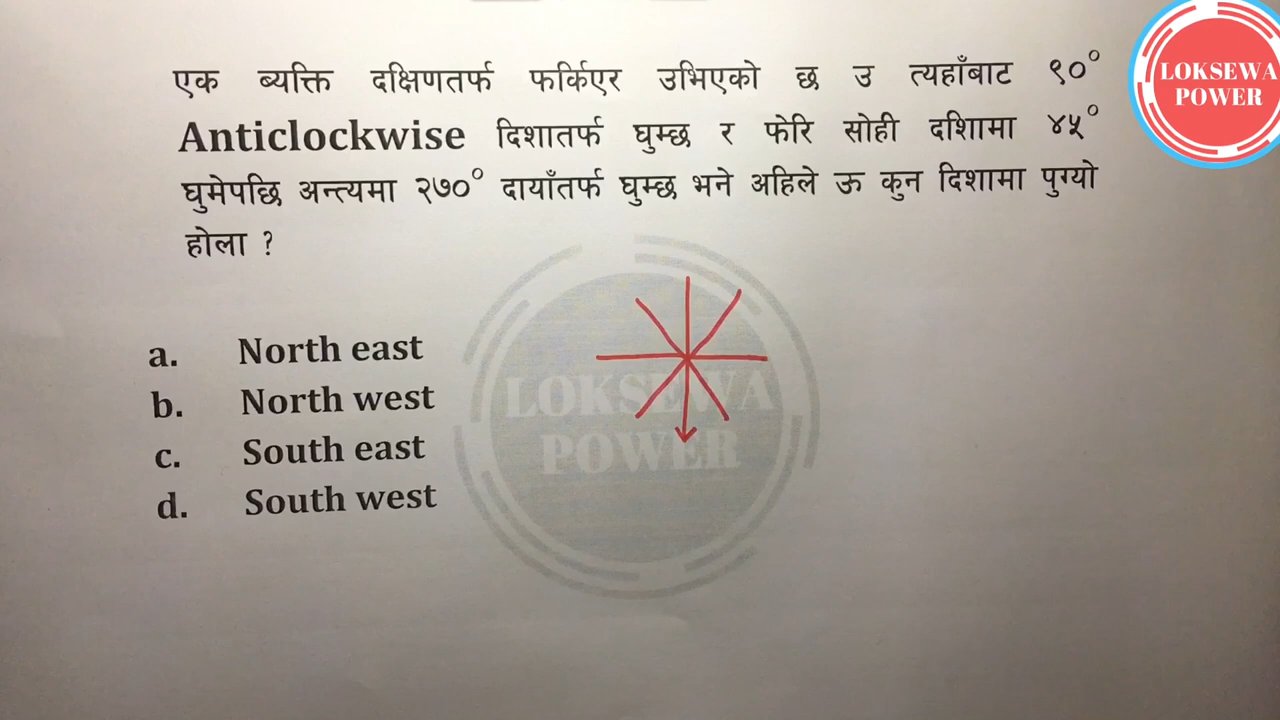 एक ब्यक्ति दक्षिणतर्फ फर्किएर उभिएको छ उ त्यहाँबाट ९०°
Anticlockwise दिशातर्फ घुम्छ र फेरि सोही दशिामा ४५°
घुमेपछि अन्त्यमा २७०° दायाँतर्फ घुम्छ भने अहिले ऊ कुन दिशामा पुग्यो
होला ?
a. North east
b. North west
c. South east
d. South west
LOKSEWA
POWER
LOKSEWA
POWER